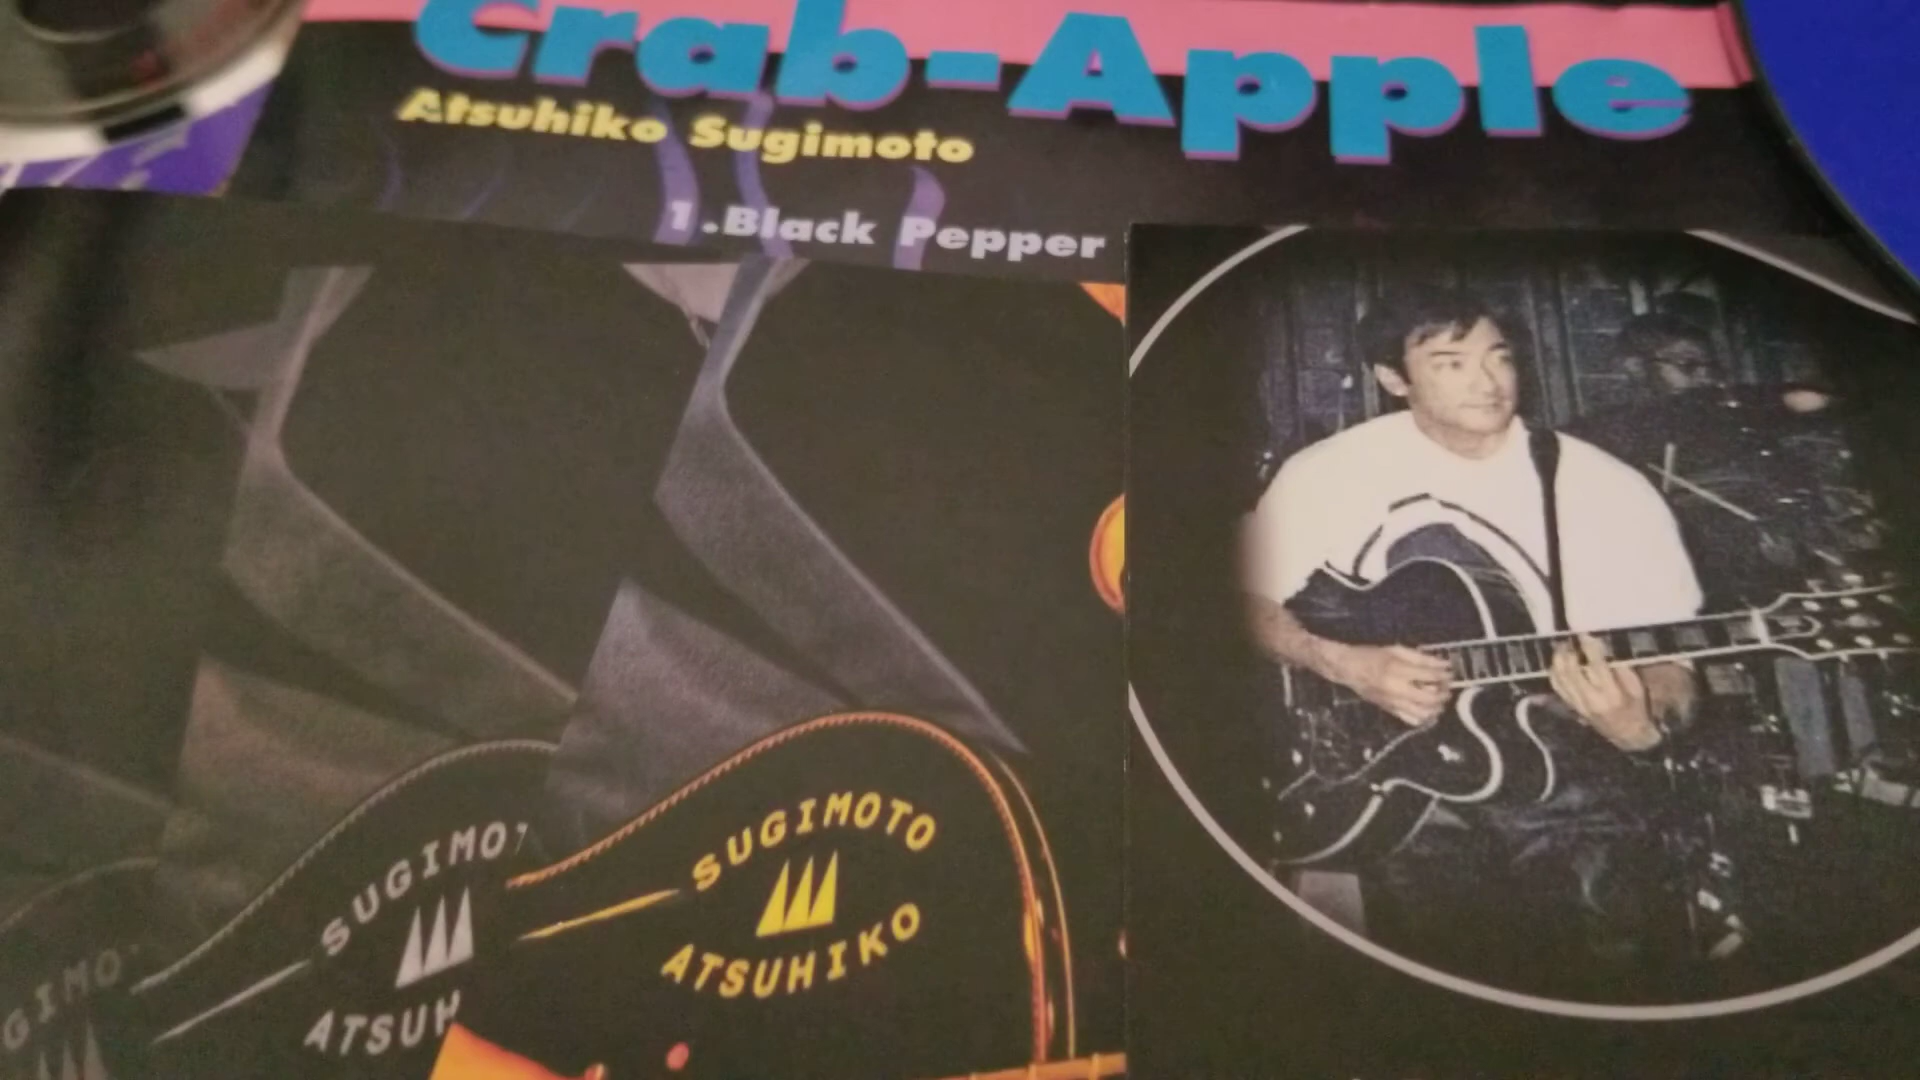 Crab-Apple
Atsuhiko Sugimoto
1.Black Pepper
SUGIMOTO
ATSUHIKO
SUGIMO
ATSUH
GIMO